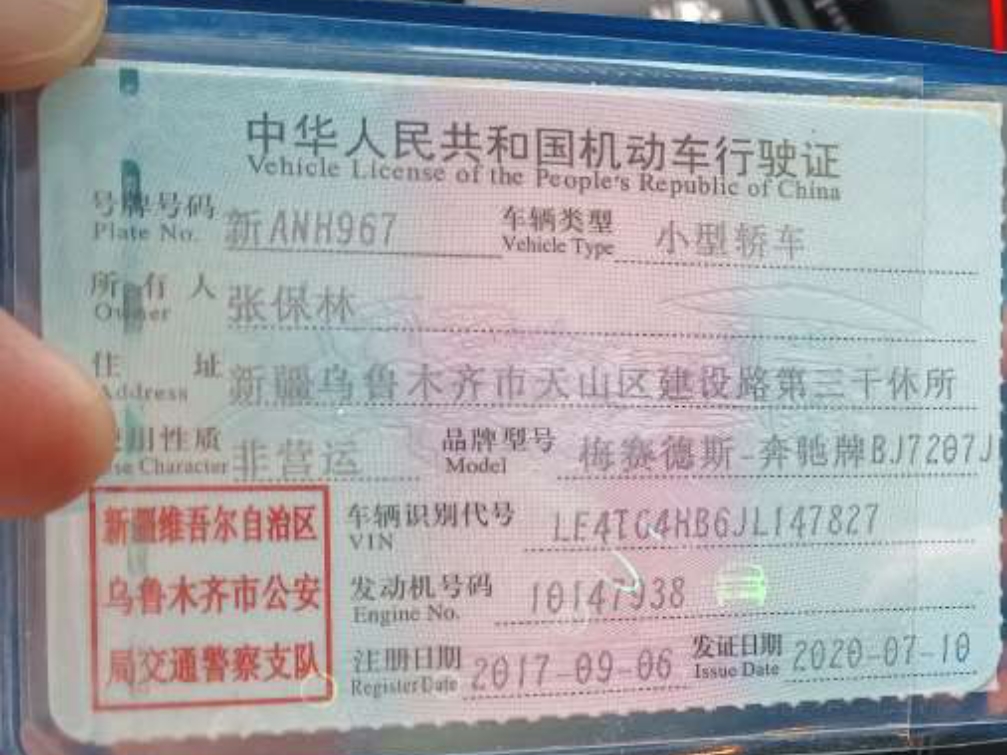 中华人民共和国机动车行驶证
Vehicle License of the People's Republic of China
号牌号码 新ANH967 车辆类型 小型轿车
Plate No. Vehicle Type
所有人 张保林
Owner
住址 新疆乌鲁木齐市天山区建设路第三干休所
Address
使用性质 非营运 品牌型号 梅赛德斯-奔驰牌BJ7207J
Use Character Model
新疆维吾尔自治区
乌鲁木齐市公安
局交通警察支队
车辆识别代号 LE4TG4HB6JL147827
VIN
发动机号码 10147938
Engine No.
注册日期 2017-09-06 发证日期 2020-07-10
Register Date Issue Date